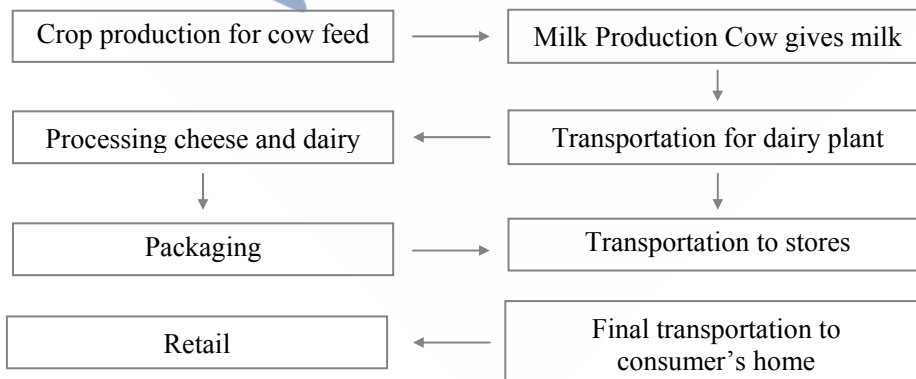 Crop production for cow feed
Milk Production Cow gives milk
Processing cheese and dairy
Transportation for dairy plant
Packaging
Transportation to stores
Retail
Final transportation to
consumer’s home